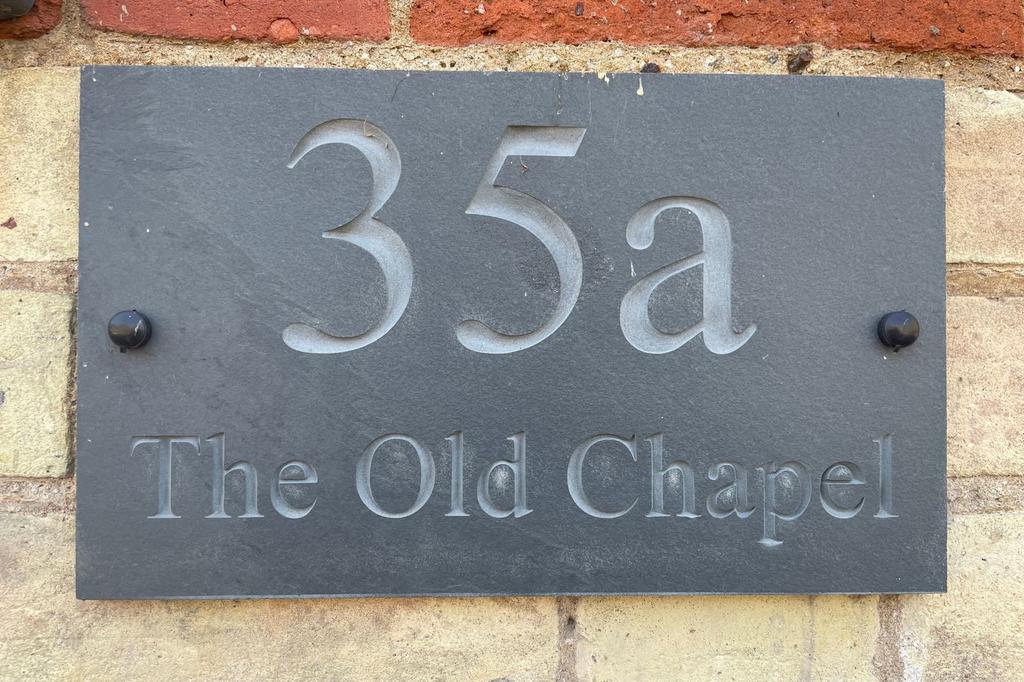 35a
The Old Chapel